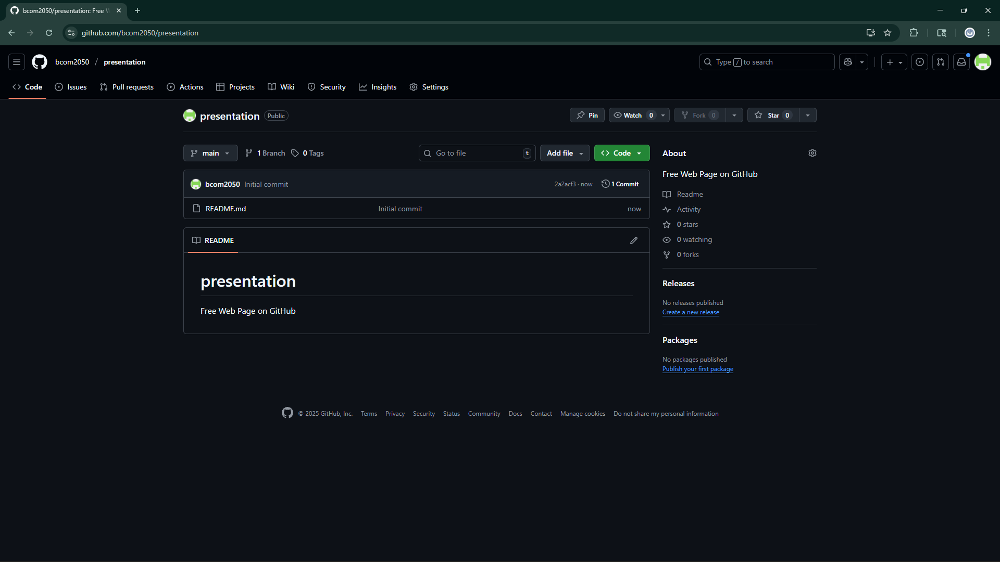 bcom2050/presentation: Free W
github.com/bcom2050/presentation
bcom2050 / presentation
Type / to search
Code Issues Pull requests Actions Projects Wiki Security Insights Settings
presentation Public
Pin Watch 0 Fork 0 Star 0
main 1 Branch 0 Tags Go to file t Add file Code
bcom2050 Initial commit 2a2acf3 · now 1 Commit
README.md Initial commit now
README
presentation
Free Web Page on GitHub
About
Free Web Page on GitHub
Readme
Activity
0 stars
0 watching
0 forks
Releases
No releases published
Create a new release
Packages
No packages published
Publish your first package
© 2025 GitHub, Inc. Terms Privacy Security Status Community Docs Contact Manage cookies Do not share my personal information